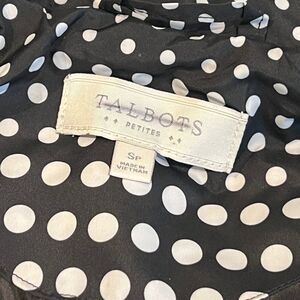 TALBOTS
PETITES
SP
MADE IN
VIETNAM